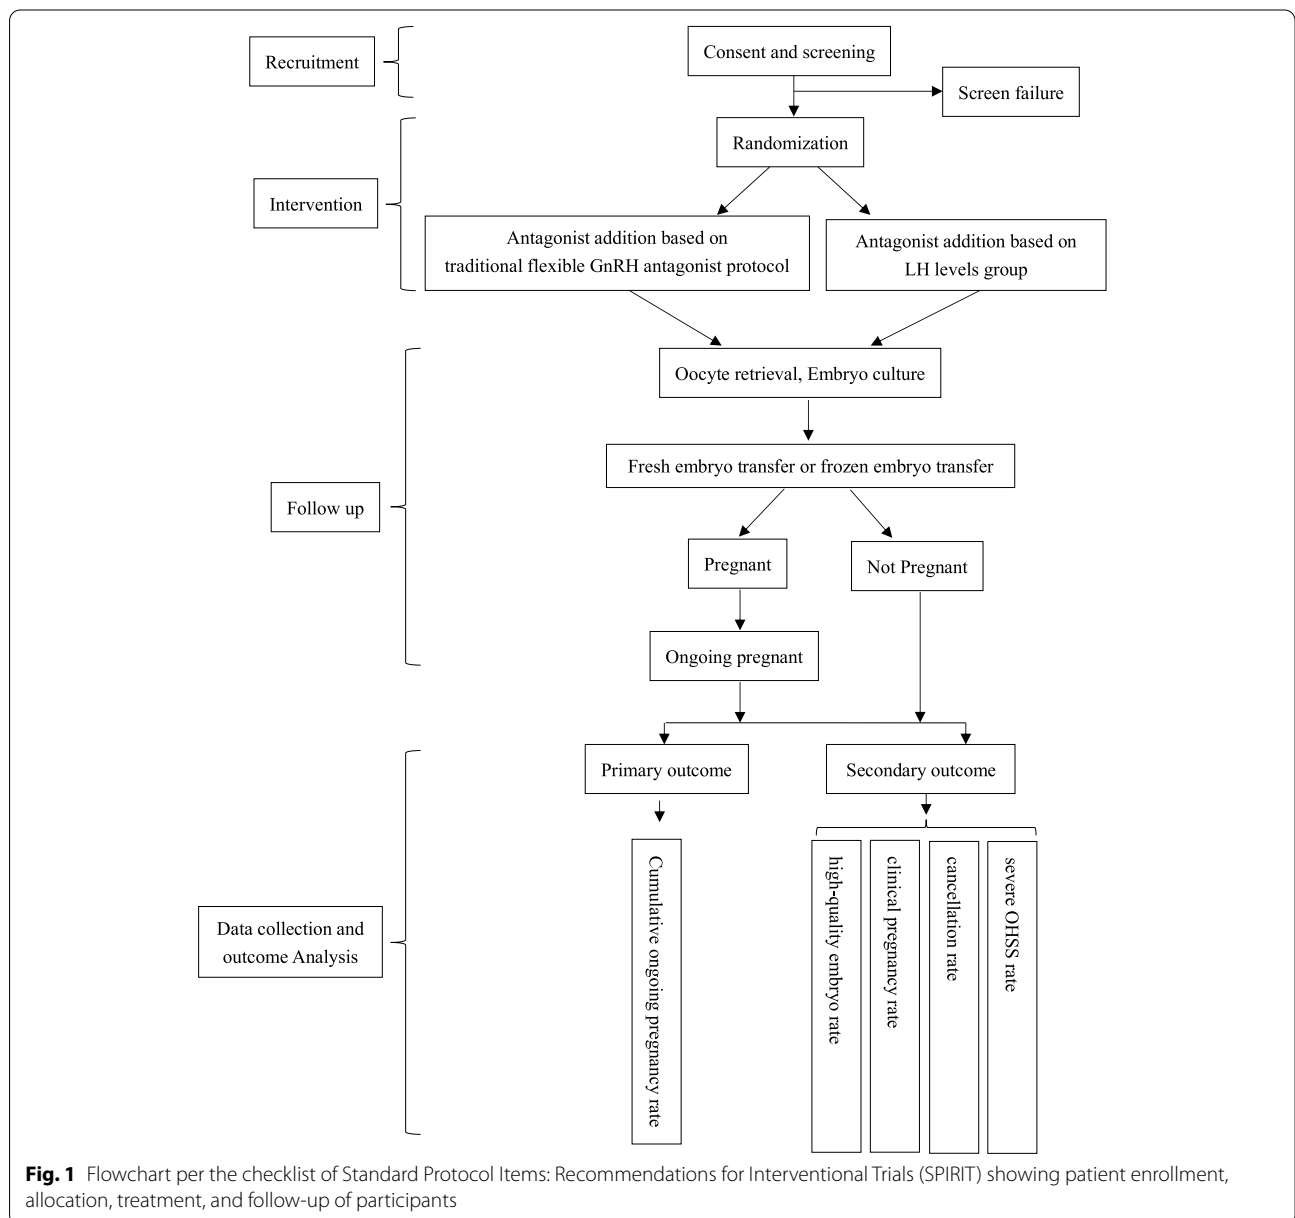 Recruitment
Consent and screening
Screen failure
Randomization
Intervention
Antagonist addition based on
traditional flexible GnRH antagonist protocol
Antagonist addition based on
LH levels group
Oocyte retrieval, Embryo culture
Fresh embryo transfer or frozen embryo transfer
Follow up
Pregnant
Not Pregnant
Ongoing pregnant
Primary outcome
Secondary outcome
Data collection and
outcome Analysis
Cumulative ongoing pregnancy rate
high-quality embryo rate
clinical pregnancy rate
cancellation rate
severe OHSS rate
Fig. 1 Flowchart per the checklist of Standard Protocol Items: Recommendations for Interventional Trials (SPIRIT) showing patient enrollment,
allocation, treatment, and follow-up of participants